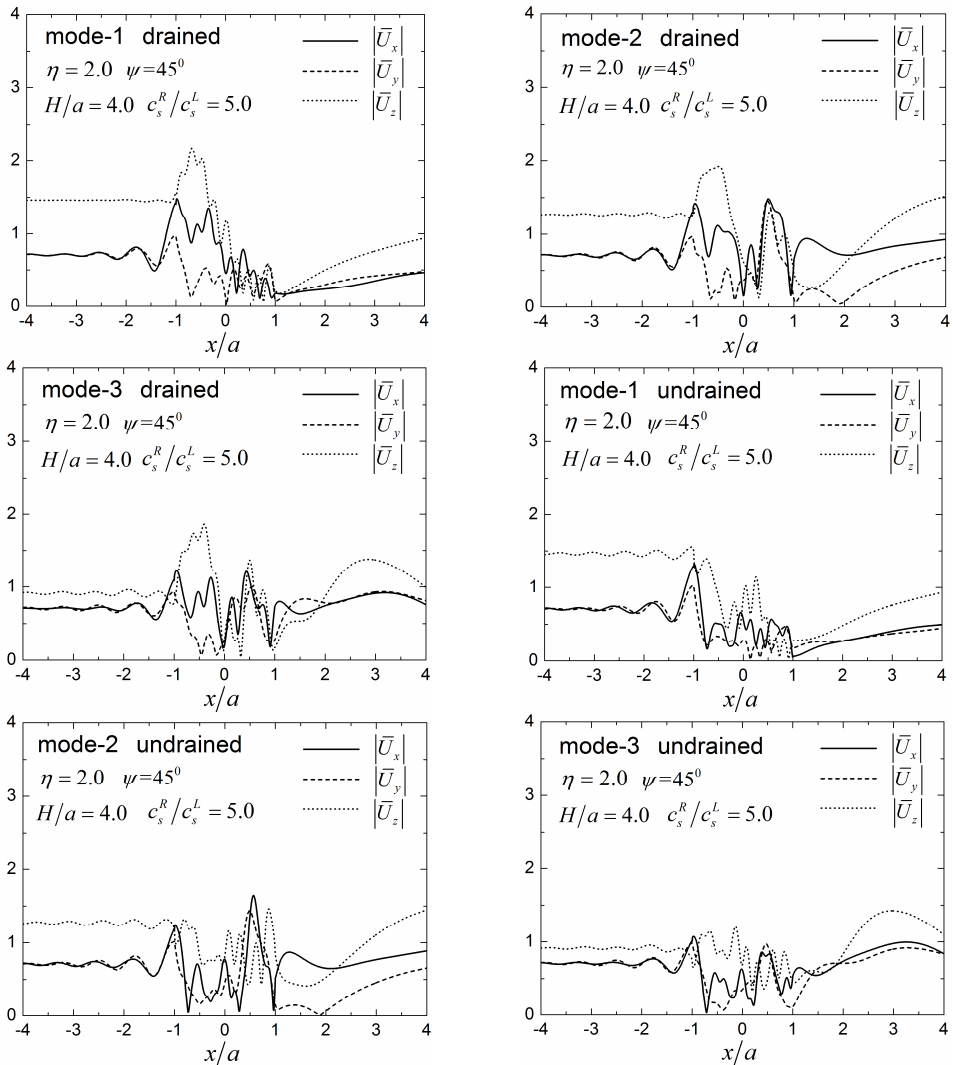 mode-1 drained
η = 2.0 ψ=45⁰
H/a = 4.0 c_s^R/c_s^L = 5.0
|Ūₓ|
|Ū_y|
|Ū_z|
4
3
2
1
0
-4 -3 -2 -1 0 1 2 3 4
x/a
mode-2 drained
η = 2.0 ψ=45⁰
H/a = 4.0 c_s^R/c_s^L = 5.0
|Ūₓ|
|Ū_y|
|Ū_z|
4
3
2
1
0
-4 -3 -2 -1 0 1 2 3 4
x/a
mode-3 drained
η = 2.0 ψ=45⁰
H/a = 4.0 c_s^R/c_s^L = 5.0
|Ūₓ|
|Ū_y|
|Ū_z|
4
3
2
1
0
-4 -3 -2 -1 0 1 2 3 4
x/a
mode-1 undrained
η = 2.0 ψ=45⁰
H/a = 4.0 c_s^R/c_s^L = 5.0
|Ūₓ|
|Ū_y|
|Ū_z|
4
3
2
1
0
-4 -3 -2 -1 0 1 2 3 4
x/a
mode-2 undrained
η = 2.0 ψ=45⁰
H/a = 4.0 c_s^R/c_s^L = 5.0
|Ūₓ|
|Ū_y|
|Ū_z|
4
3
2
1
0
-4 -3 -2 -1 0 1 2 3 4
x/a
mode-3 undrained
η = 2.0 ψ=45⁰
H/a = 4.0 c_s^R/c_s^L = 5.0
|Ūₓ|
|Ū_y|
|Ū_z|
4
3
2
1
0
-4 -3 -2 -1 0 1 2 3 4
x/a